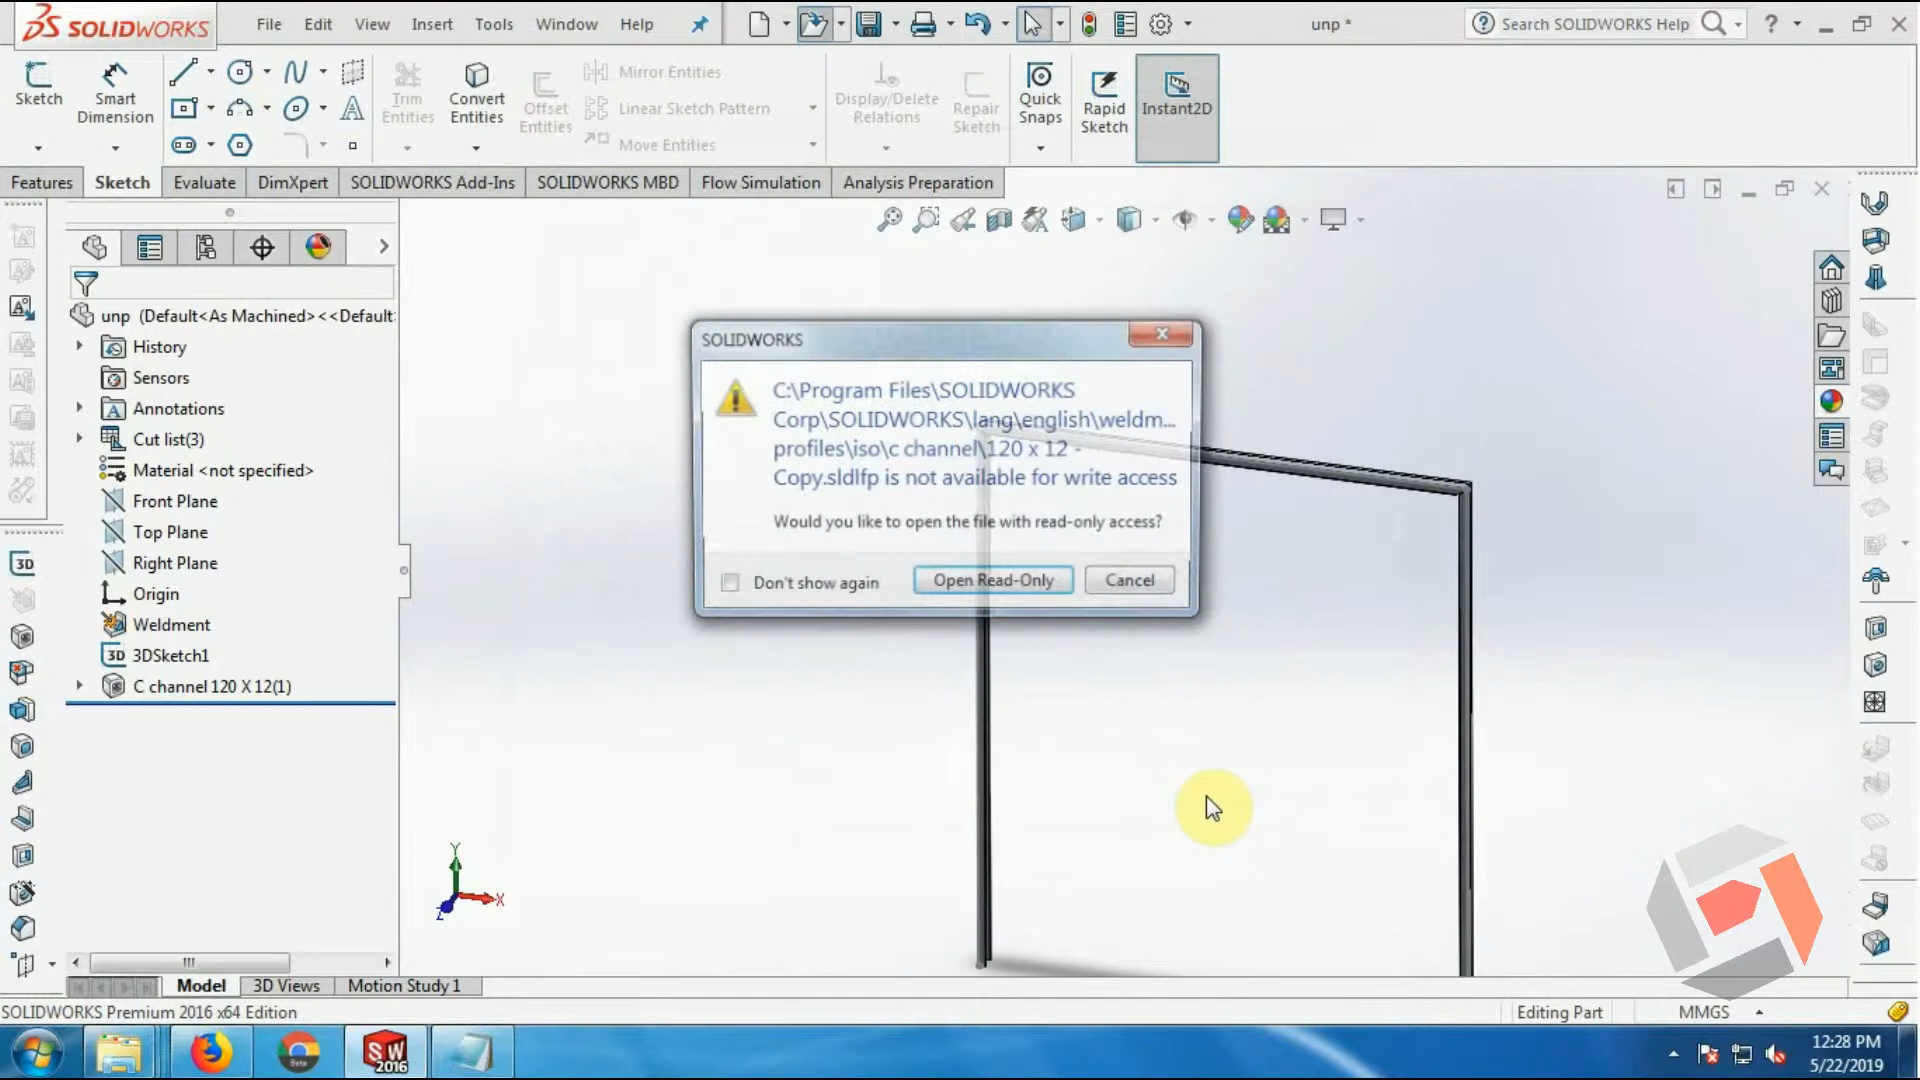 SOLIDWORKS
File Edit View Insert Tools Window Help
unp *
Search SOLIDWORKS Help
?
Sketch
Smart
Dimension
Trim
Entities
Convert
Entities
Offset
Entities
Mirror Entities
Linear Sketch Pattern
Move Entities
Display/Delete
Relations
Repair
Sketch
Quick
Snaps
Rapid
Sketch
Instant2D
Features Sketch Evaluate DimXpert SOLIDWORKS Add-Ins SOLIDWORKS MBD Flow Simulation Analysis Preparation
unp (Default<As Machined><<Default
History
Sensors
Annotations
Cut list(3)
Material <not specified>
Front Plane
Top Plane
Right Plane
Origin
Weldment
3D 3DSketch1
C channel 120 X 12(1)
3D
SOLIDWORKS
C:\Program Files\SOLIDWORKS
Corp\SOLIDWORKS\lang\english\weldm...
profiles\iso\c channel\120 x 12 -
Copy.sldlfp is not available for write access
Would you like to open the file with read-only access?
Don't show again
Open Read-Only
Cancel
Y
X
Z
Model 3D Views Motion Study 1
SOLIDWORKS Premium 2016 x64 Edition
Editing Part
MMGS
SW
2016
Beta
12:28 PM
5/22/2019